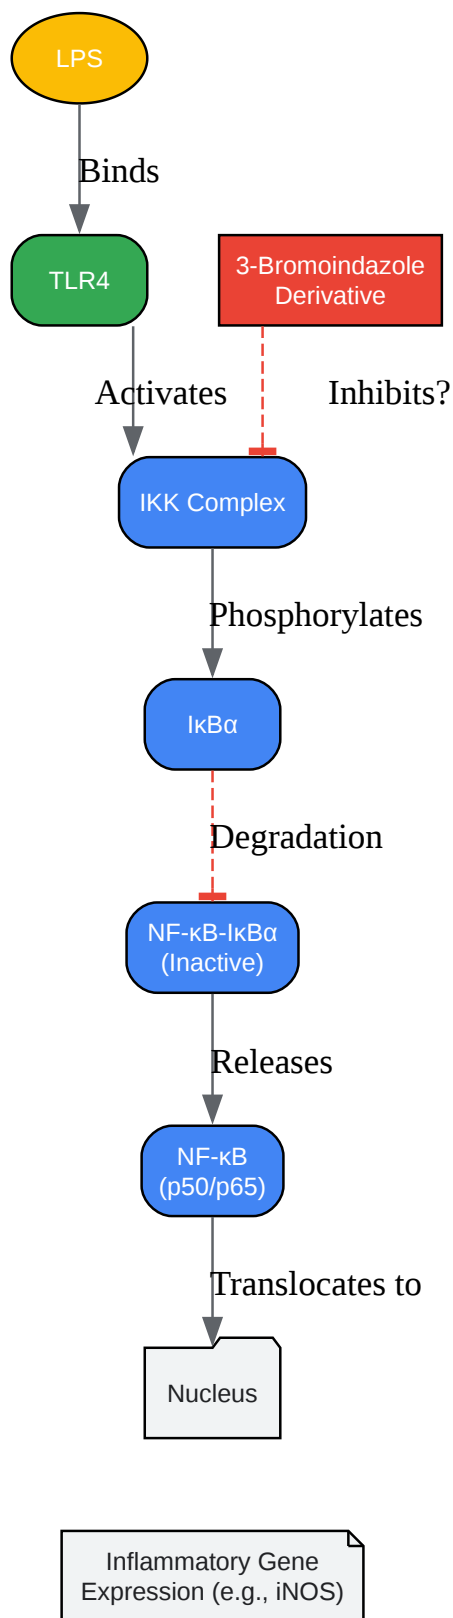 LPS
Binds
TLR4
3-Bromoindazole
Derivative
Activates
Inhibits?
IKK Complex
Phosphorylates
IκBα
Degradation
NF-κB-IκBα
(Inactive)
Releases
NF-κB
(p50/p65)
Translocates to
Nucleus
Inflammatory Gene
Expression (e.g., iNOS)